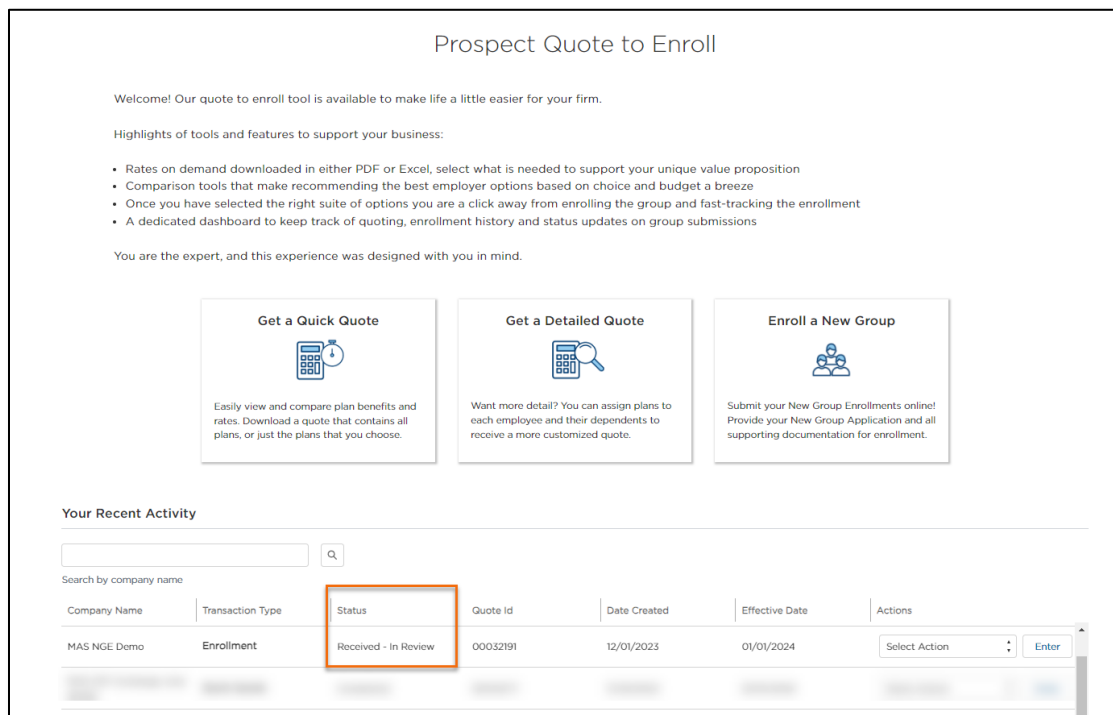 Prospect Quote to Enroll
Welcome! Our quote to enroll tool is available to make life a little easier for your firm.
Highlights of tools and features to support your business:
• Rates on demand downloaded in either PDF or Excel, select what is needed to support your unique value proposition
• Comparison tools that make recommending the best employer options based on choice and budget a breeze
• Once you have selected the right suite of options you are a click away from enrolling the group and fast-tracking the enrollment
• A dedicated dashboard to keep track of quoting, enrollment history and status updates on group submissions
You are the expert, and this experience was designed with you in mind.
Get a Quick Quote
Easily view and compare plan benefits and
rates. Download a quote that contains all
plans, or just the plans that you choose.
Get a Detailed Quote
Want more detail? You can assign plans to
each employee and their dependents to
receive a more customized quote.
Enroll a New Group
Submit your New Group Enrollments online!
Provide your New Group Application and all
supporting documentation for enrollment.
Your Recent Activity
Search by company name
Company Name Transaction Type Status Quote Id Date Created Effective Date Actions
MAS NGE Demo Enrollment Received - In Review 00032191 12/01/2023 01/01/2024 Select Action Enter